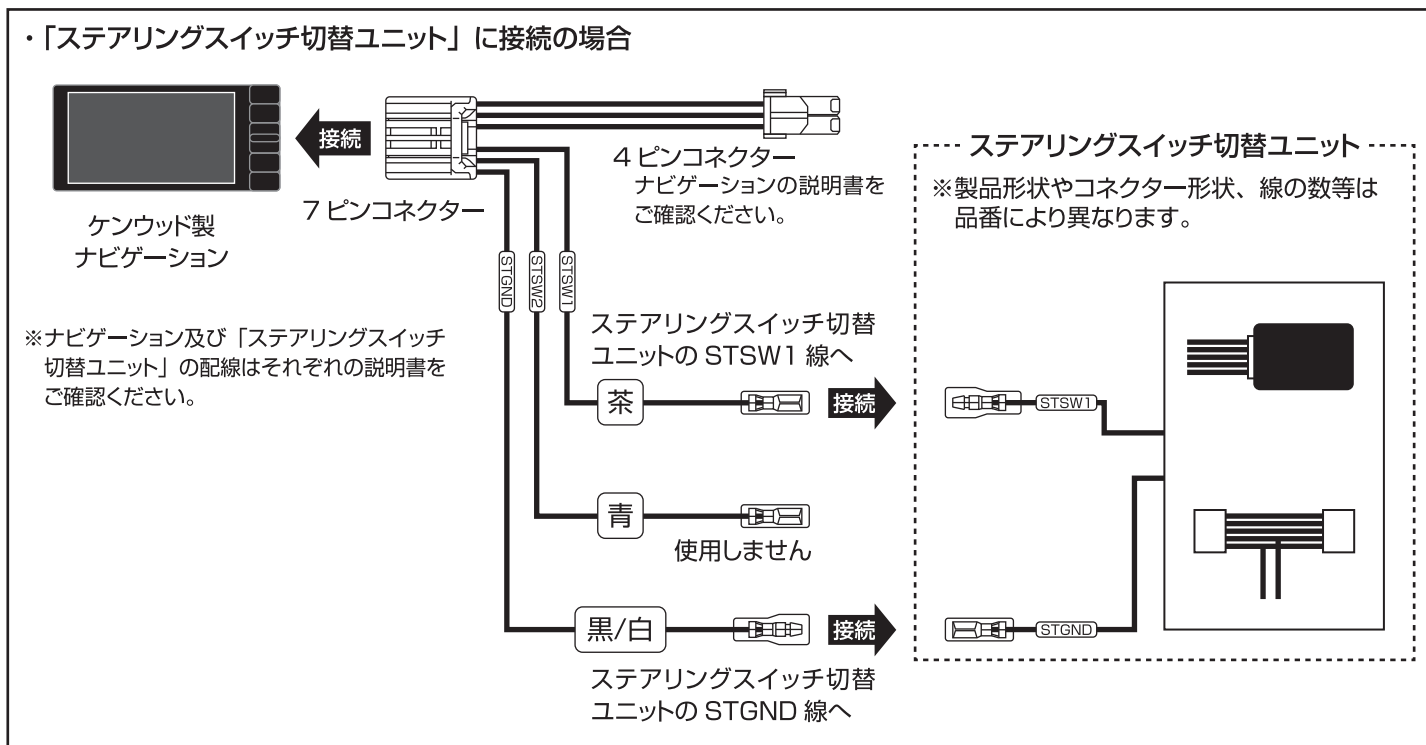 ・「ステアリングスイッチ切替ユニット」に接続の場合
接続
4ピンコネクター
ナビゲーションの説明書を
ご確認ください。
7ピンコネクター
ケンウッド製
ナビゲーション
STGND
STSW2
STSW1
※ナビゲーション及び「ステアリングスイッチ
切替ユニット」の配線はそれぞれの説明書を
ご確認ください。
ステアリングスイッチ切替
ユニットの STSW1 線へ
茶
接続
青
使用しません
黒/白
接続
ステアリングスイッチ切替
ユニットの STGND 線へ
ステアリングスイッチ切替ユニット
※製品形状やコネクター形状、線の数等は
品番により異なります。
STSW1
STGND